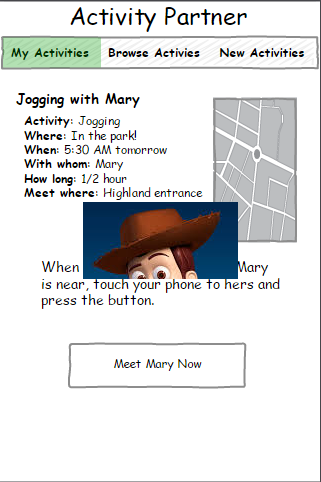 Activity Partner
My Activities Browse Activies New Activities
Jogging with Mary
Activity: Jogging
Where: In the park!
When: 5:30 AM tomorrow
With whom: Mary
How long: 1/2 hour
Meet where: Highland entrance
When Mary
is near, touch your phone to hers and
press the button.
Meet Mary Now